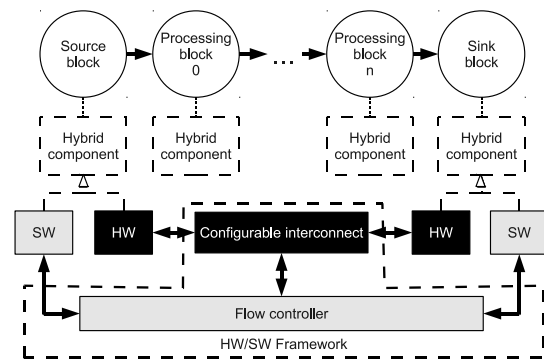 Source
block
Processing
block
0
...
Processing
block
n
Sink
block
Hybrid
component
Hybrid
component
Hybrid
component
Hybrid
component
SW
HW
Configurable interconnect
HW
SW
Flow controller
HW/SW Framework